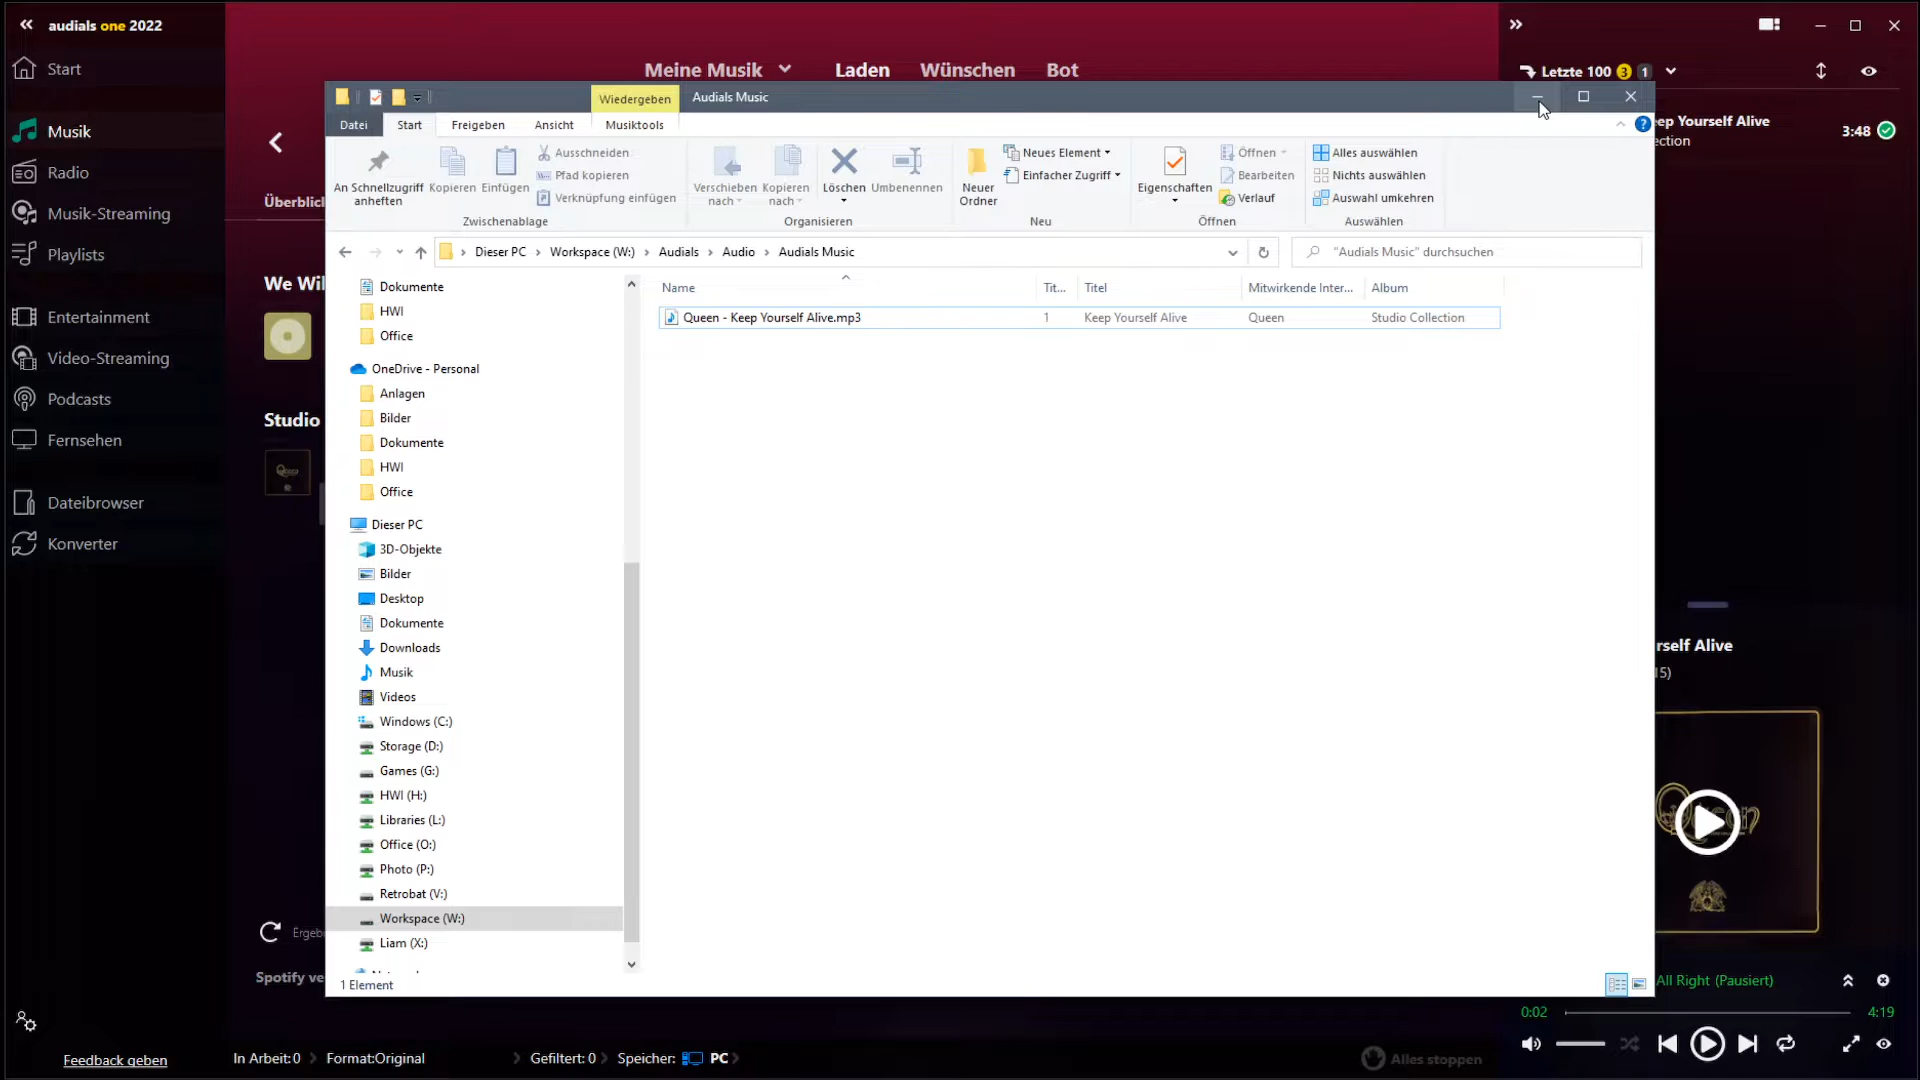 audials one 2022
Start
Musik
Radio
Musik-Streaming
Playlists
Entertainment
Video-Streaming
Podcasts
Fernsehen
Dateibrowser
Konverter
Feedback geben
Meine Musik
Laden
Wünschen
Bot
Überblick
We Wil
Studio
Spotify ve
Wiedergeben
Audials Music
Datei
Start
Freigeben
Ansicht
Musiktools
An Schnellzugriff
anheften
Kopieren
Einfügen
Ausschneiden
Pfad kopieren
Verknüpfung einfügen
Zwischenablage
Verschieben
nach
Kopieren
nach
Löschen
Umbenennen
Organisieren
Neuer
Ordner
Neues Element
Einfacher Zugriff
Neu
Eigenschaften
Öffnen
Bearbeiten
Verlauf
Öffnen
Alles auswählen
Nichts auswählen
Auswahl umkehren
Auswählen
Dieser PC > Workspace (W:) > Audials > Audio > Audials Music
"Audials Music" durchsuchen
Dokumente
HWI
Office
OneDrive - Personal
Anlagen
Bilder
Dokumente
HWI
Office
Dieser PC
3D-Objekte
Bilder
Desktop
Dokumente
Downloads
Musik
Videos
Windows (C:)
Storage (D:)
Games (G:)
HWI (H:)
Libraries (L:)
Office (O:)
Photo (P:)
Retrobat (V:)
Workspace (W:)
Liam (X:)
Name Tit... Titel Mitwirkende Inter... Album
Queen - Keep Yourself Alive.mp3 1 Keep Yourself Alive Queen Studio Collection
1 Element
Letzte 100 3 1
eep Yourself Alive
ection
3:48
rself Alive
15)
Queen
All Right (Pausiert)
0:02
4:19
In Arbeit:0
Format:Original
Gefiltert: 0
Speicher: PC
Alles stoppen